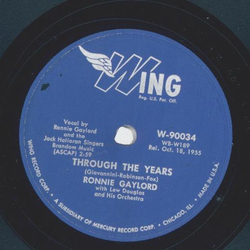 WING
Reg. U.S. Pat. Off.
Vocal by
Ronnie Gaylord
and the
Jack Halloran Singers
Brandom Music
(ASCAP) 2:59
W-90034
WB-W189
Ref. Oct. 18, 1955
THROUGH THE YEARS
(Giovannini-Robinson-Fox)
RONNIE GAYLORD
with Lew Douglas
and His Orchestra
WING RECORD CORP.
A SUBSIDIARY OF MERCURY RECORD CORP.
CHICAGO, ILL.
MADE IN U.S.A.